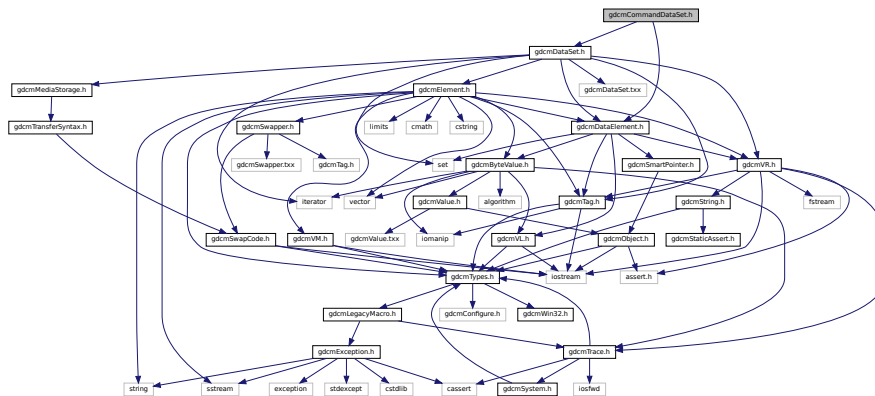 gdcmCommandDataSet.h
gdcmDataSet.h
gdcmMediaStorage.h
gdcmElement.h
gdcmDataSet.txx
gdcmTransferSyntax.h
gdcmSwapper.h
limits
cmath
cstring
gdcmDataElement.h
gdcmSwapper.txx
gdcmTag.h
set
gdcmByteValue.h
gdcmSmartPointer.h
gdcmVR.h
iterator
vector
gdcmValue.h
algorithm
gdcmTag.h
gdcmString.h
fstream
gdcmSwapCode.h
gdcmVM.h
gdcmValue.txx
iomanip
gdcmVL.h
gdcmObject.h
gdcmStaticAssert.h
gdcmTypes.h
iostream
assert.h
gdcmLegacyMacro.h
gdcmConfigure.h
gdcmWin32.h
gdcmException.h
gdcmTrace.h
string
sstream
exception
stdexcept
cstdlib
cassert
gdcmSystem.h
iosfwd